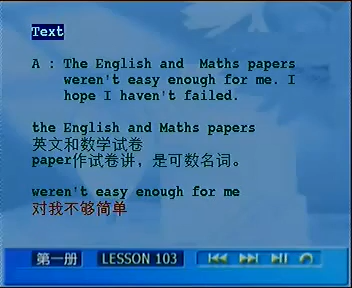 Text
A : The English and Maths papers
weren't easy enough for me. I
hope I haven't failed.
the English and Maths papers
英文和数学试卷
paper作试卷讲，是可数名词。
weren't easy enough for me
对我不够简单
第一册 LESSON 103